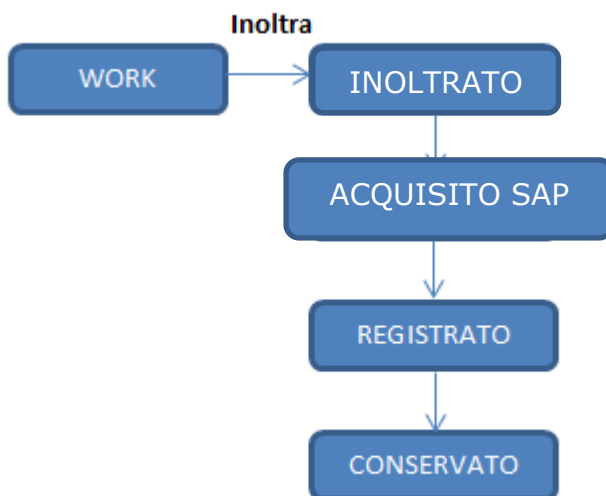 Inoltra
WORK
INOLTRATO
ACQUISITO SAP
REGISTRATO
CONSERVATO